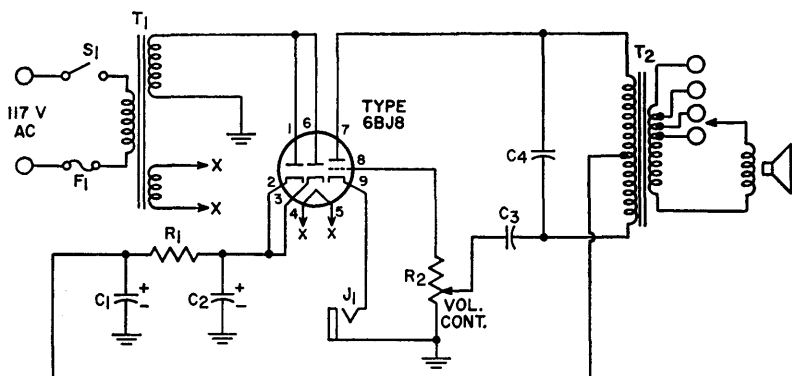 T1
S1
117 V
AC
F1
X
X
TYPE
6BJ8
1
6
7
8
9
2
3
4
5
X
X
R1
C1
+
-
C2
+
-
J1
R2
VOL.
CONT.
C3
C4
T2